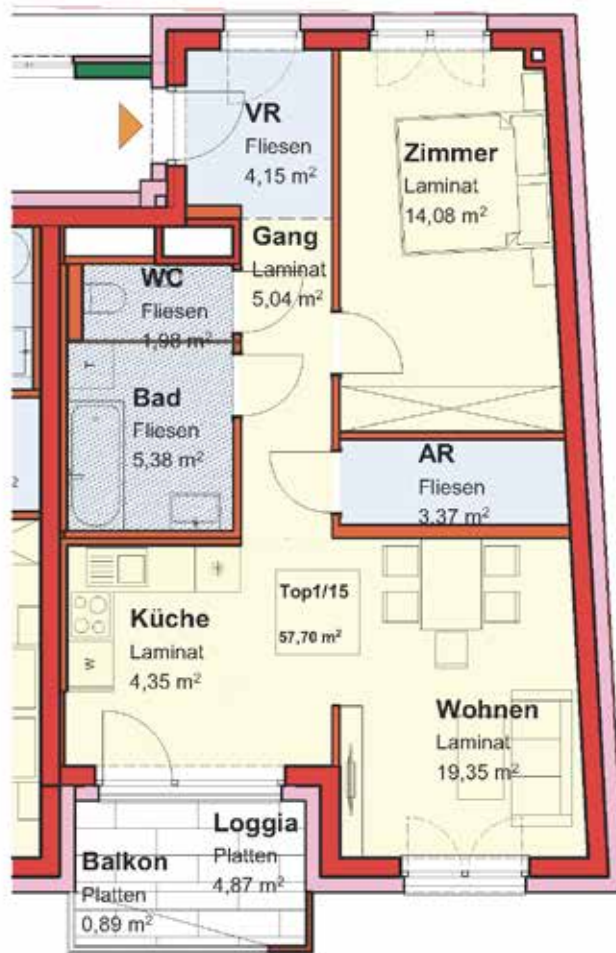 VR
Fliesen
4,15 m²
Zimmer
Laminat
14,08 m²
Gang
Laminat
5,04 m²
WC
Fliesen
1,98 m²
T
Bad
Fliesen
5,38 m²
AR
Fliesen
3,37 m²
Top1/15
57,70 m²
Küche
Laminat
4,35 m²
W
Wohnen
Laminat
19,35 m²
Loggia
Platten
4,87 m²
Balkon
Platten
0,89 m²